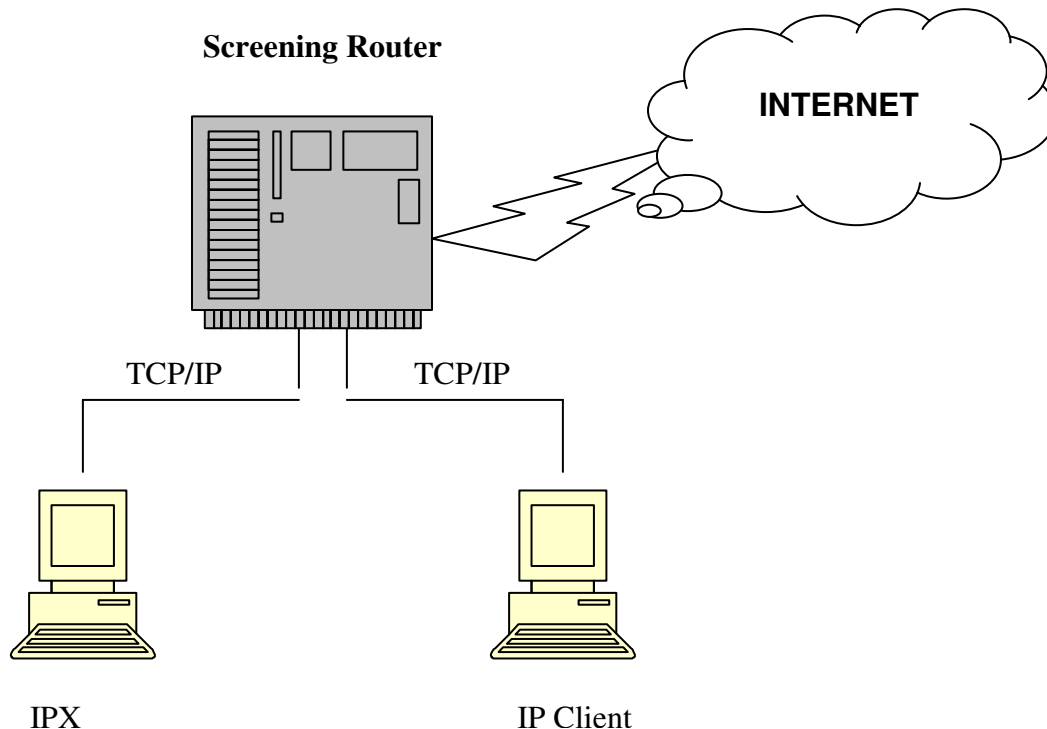 Screening Router
INTERNET
TCP/IP
TCP/IP
IPX
IP Client